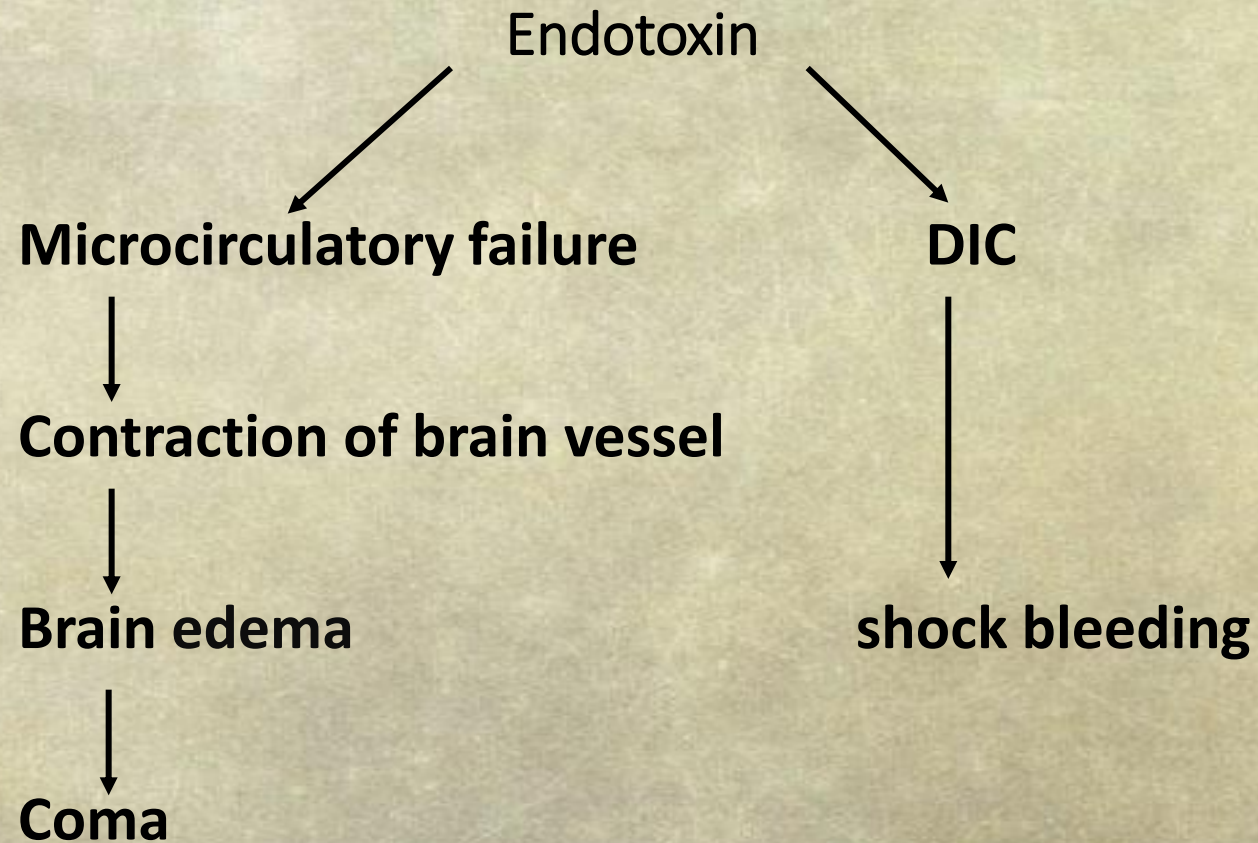 Endotoxin
Microcirculatory failure DIC
Contraction of brain vessel
Brain edema shock bleeding
Coma